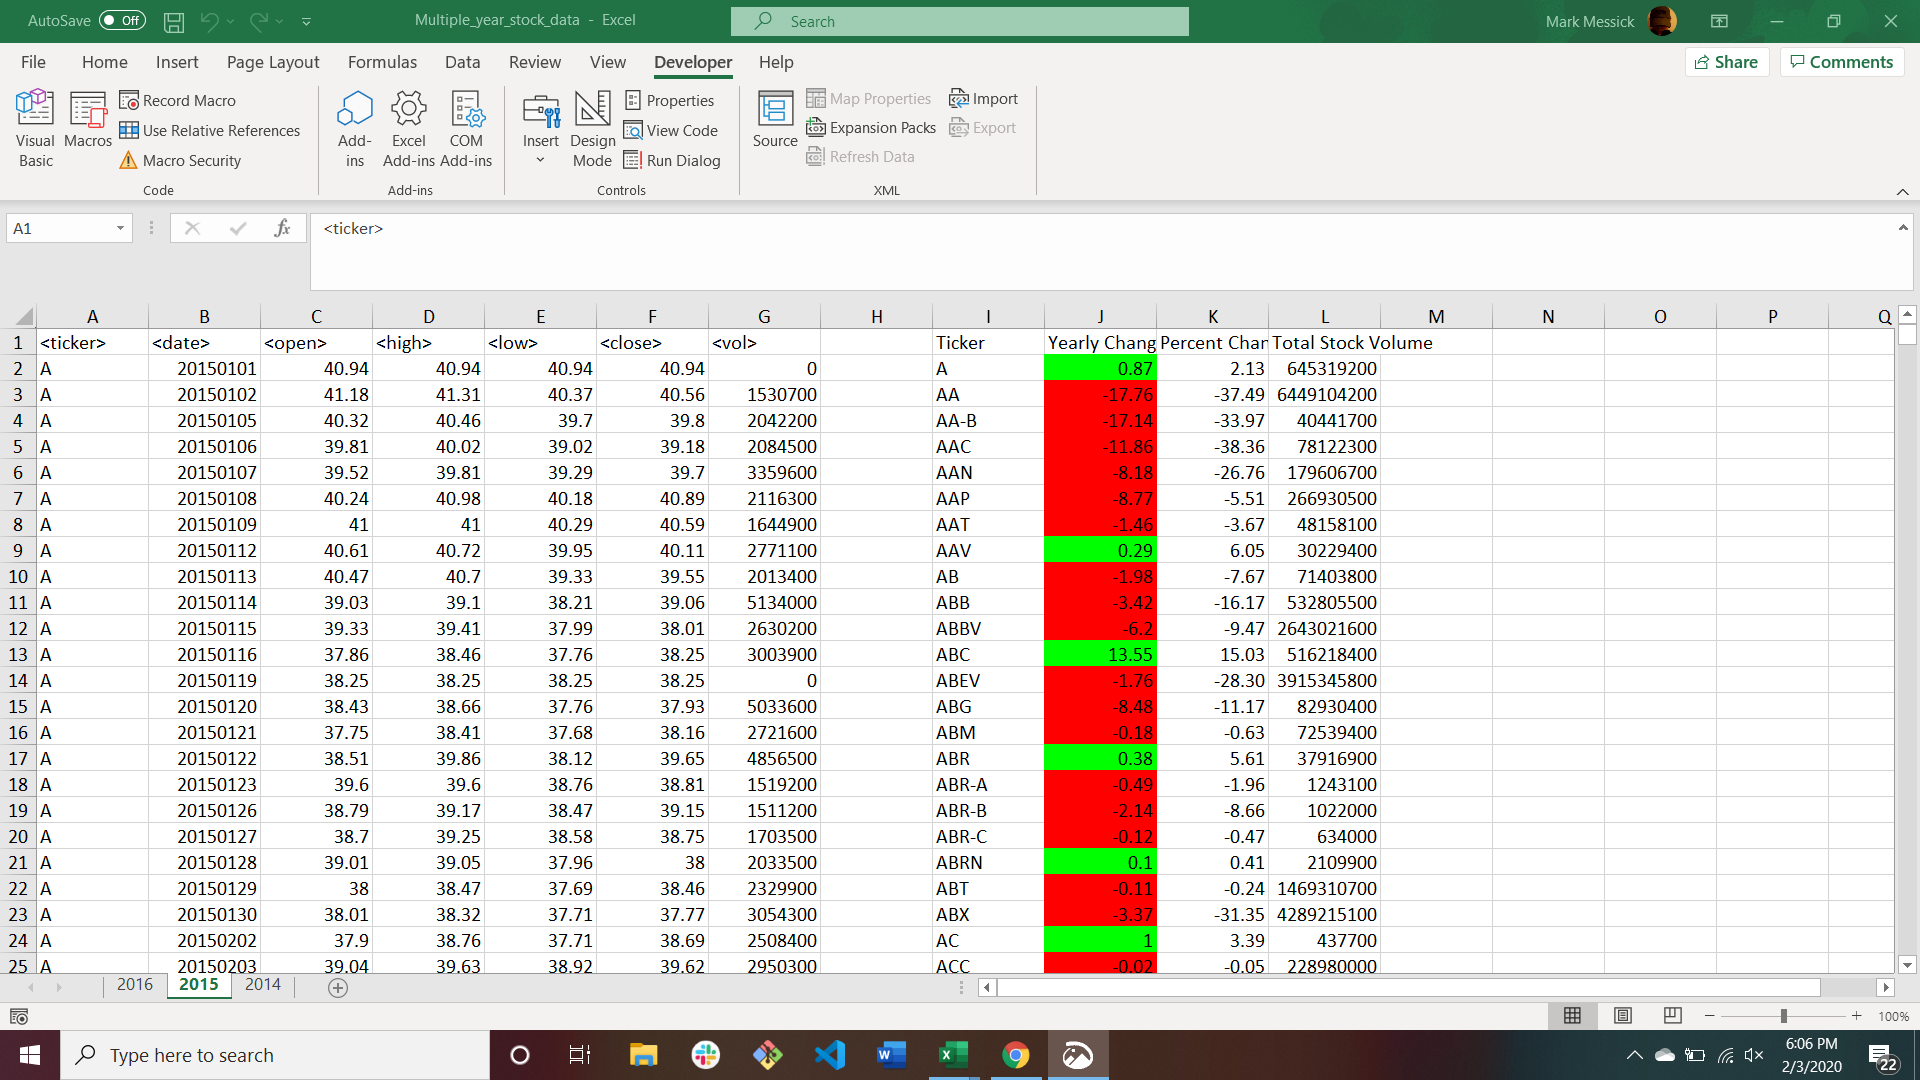 AutoSave Off Multiple_year_stock_data - Excel Search Mark Messick
File Home Insert Page Layout Formulas Data Review View Developer Help Share Comments
Visual Basic
Macros
Record Macro
Use Relative References
Macro Security
Code
Add-ins
Excel Add-ins
COM Add-ins
Add-ins
Insert
Design Mode
Properties
View Code
Run Dialog
Controls
Source
Map Properties
Expansion Packs
Refresh Data
Import
Export
XML
A1 fx <ticker>
A B C D E F G H I J K L M N O P Q
1 <ticker> <date> <open> <high> <low> <close> <vol> Ticker Yearly Chang Percent Chan Total Stock Volume
2 A 20150101 40.94 40.94 40.94 40.94 0 A 0.87 2.13 645319200
3 A 20150102 41.18 41.31 40.37 40.56 1530700 AA -17.76 -37.49 6449104200
4 A 20150105 40.32 40.46 39.7 39.8 2042200 AA-B -17.14 -33.97 40441700
5 A 20150106 39.81 40.02 39.02 39.18 2084500 AAC -11.86 -38.36 78122300
6 A 20150107 39.52 39.81 39.29 39.7 3359600 AAN -8.18 -26.76 179606700
7 A 20150108 40.24 40.98 40.18 40.89 2116300 AAP -8.77 -5.51 266930500
8 A 20150109 41 41 40.29 40.59 1644900 AAT -1.46 -3.67 48158100
9 A 20150112 40.61 40.72 39.95 40.11 2771100 AAV 0.29 6.05 30229400
10 A 20150113 40.47 40.7 39.33 39.55 2013400 AB -1.98 -7.67 71403800
11 A 20150114 39.03 39.1 38.21 39.06 5134000 ABB -3.42 -16.17 532805500
12 A 20150115 39.33 39.41 37.99 38.01 2630200 ABBV -6.2 -9.47 2643021600
13 A 20150116 37.86 38.46 37.76 38.25 3003900 ABC 13.55 15.03 516218400
14 A 20150119 38.25 38.25 38.25 38.25 0 ABEV -1.76 -28.30 3915345800
15 A 20150120 38.43 38.66 37.76 37.93 5033600 ABG -8.48 -11.17 82930400
16 A 20150121 37.75 38.41 37.68 38.16 2721600 ABM -0.18 -0.63 72539400
17 A 20150122 38.51 39.86 38.12 39.65 4856500 ABR 0.38 5.61 37916900
18 A 20150123 39.6 39.6 38.76 38.81 1519200 ABR-A -0.49 -1.96 1243100
19 A 20150126 38.79 39.17 38.47 39.15 1511200 ABR-B -2.14 -8.66 1022000
20 A 20150127 38.7 39.25 38.58 38.75 1703500 ABR-C -0.12 -0.47 634000
21 A 20150128 39.01 39.05 37.96 38 2033500 ABRN 0.1 0.41 2109900
22 A 20150129 38 38.47 37.69 38.46 2329900 ABT -0.11 -0.24 1469310700
23 A 20150130 38.01 38.32 37.71 37.77 3054300 ABX -3.37 -31.35 4289215100
24 A 20150202 37.9 38.76 37.71 38.69 2508400 AC 1 3.39 437700
25 A 20150203 39.04 39.63 38.92 39.62 2950300 ACC -0.02 -0.05 228980000
2016 2015 2014
100%
Type here to search
6:06 PM
2/3/2020
22